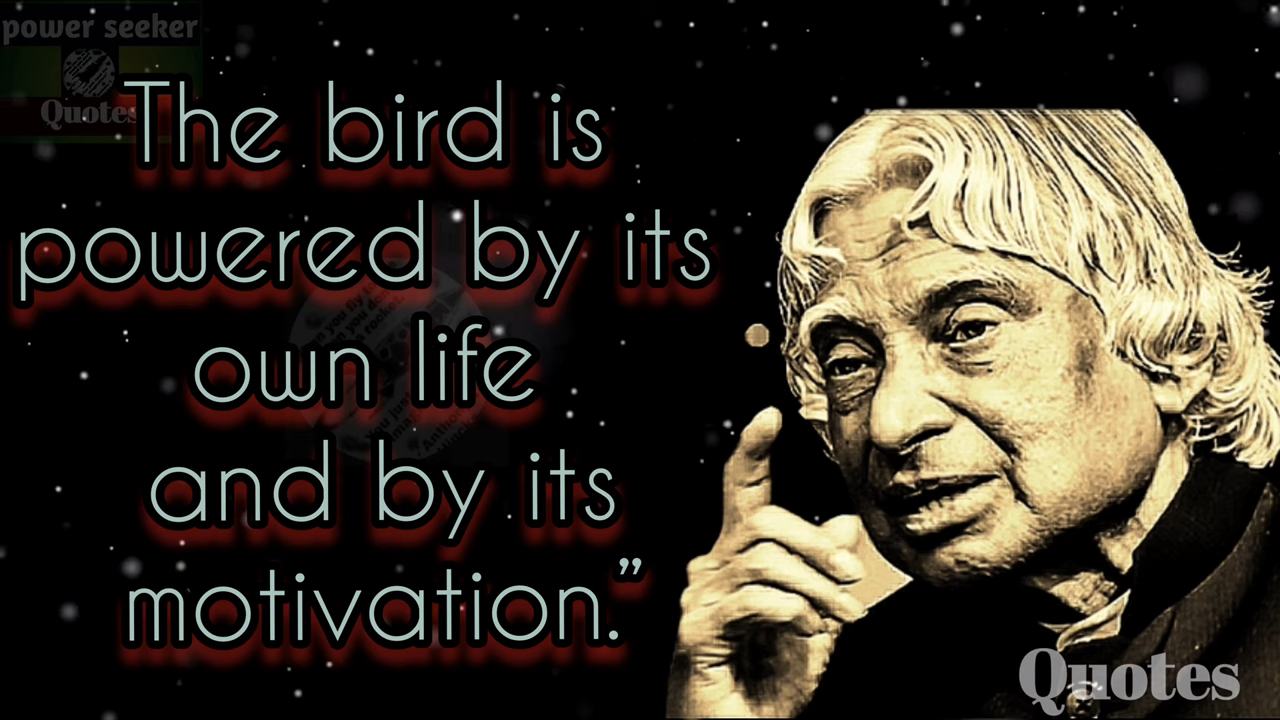 power seeker
Quotes
The bird is
powered by its
own life
and by its
motivation.”
Quotes